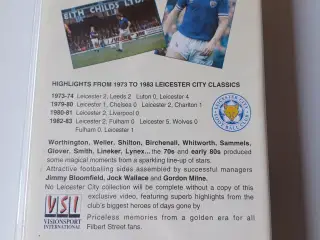 EITH CHILDS LTD
HIGHLIGHTS FROM 1973 TO 1983 LEICESTER CITY CLASSICS
1973-74 Leicester 2, Leeds 2 Luton 0, Leicester 4
1979-80 Leicester 1, Chelsea 0 Leicester 2, Charlton 1
1980-81 Leicester 2, Liverpool 0
1982-83 Leicester 2, Fulham 0 Leicester 5, Wolves 0
Fulham 0 Leicester 1
LEICESTER CITY
FOOTBALL CLUB
Worthington, Weller, Shilton, Birchenall, Whitworth, Sammels,
Glover, Smith, Lineker, Lynex... the 70s and early 80s produced
some magical moments from a sparkling line-up of stars.
Attractive footballing sides assembled by successful managers
Jimmy Bloomfield, Jock Wallace and Gordon Milne.
No Leicester City collection will be complete without a copy of this
exclusive video, featuring superb highlights from the
club's biggest heroes of days gone by
Priceless memories from a golden era for all
Filbert Street fans.
VSI
VISIONSPORT
INTERNATIONAL